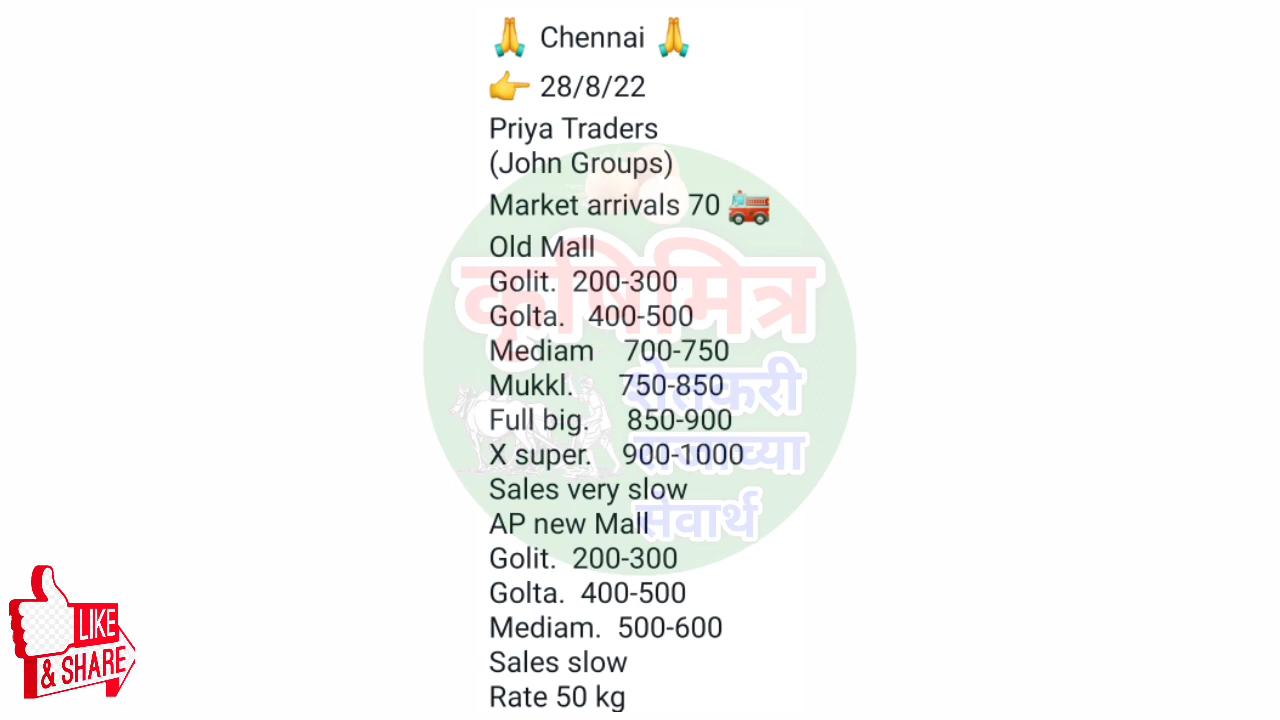 🙏 Chennai 🙏
👉 28/8/22
Priya Traders
(John Groups)
Market arrivals 70 🚒
Old Mall
Golit. 200-300
Golta. 400-500
Mediam 700-750
Mukkl. 750-850
Full big. 850-900
X super. 900-1000
Sales very slow
AP new Mall
Golit. 200-300
Golta. 400-500
Mediam. 500-600
Sales slow
Rate 50 kg
कृषिमित्र
शेतकरी
राजाच्या
सेवार्थ
LIKE
& SHARE